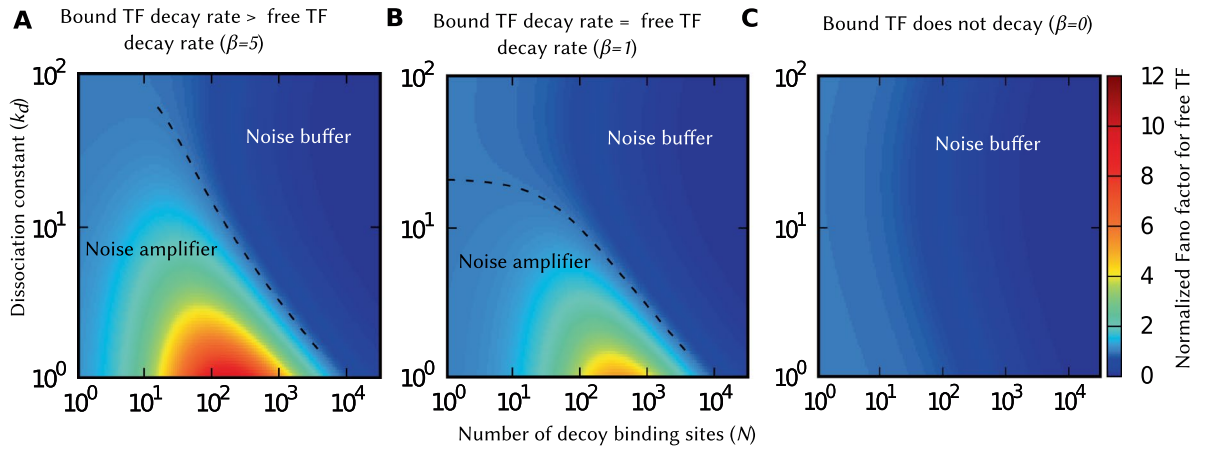 A
Bound TF decay rate > free TF
decay rate (β=5)
B
Bound TF decay rate = free TF
decay rate (β=1)
C
Bound TF does not decay (β=0)
Dissociation constant (kd)
10²
10¹
10⁰
Noise buffer
Noise amplifier
10⁰ 10¹ 10² 10³ 10⁴
10²
10¹
10⁰
Noise buffer
Noise amplifier
10⁰ 10¹ 10² 10³ 10⁴
10²
10¹
10⁰
Noise buffer
10⁰ 10¹ 10² 10³ 10⁴
Number of decoy binding sites (N)
12
10
8
6
4
2
0
Normalized Fano factor for free TF